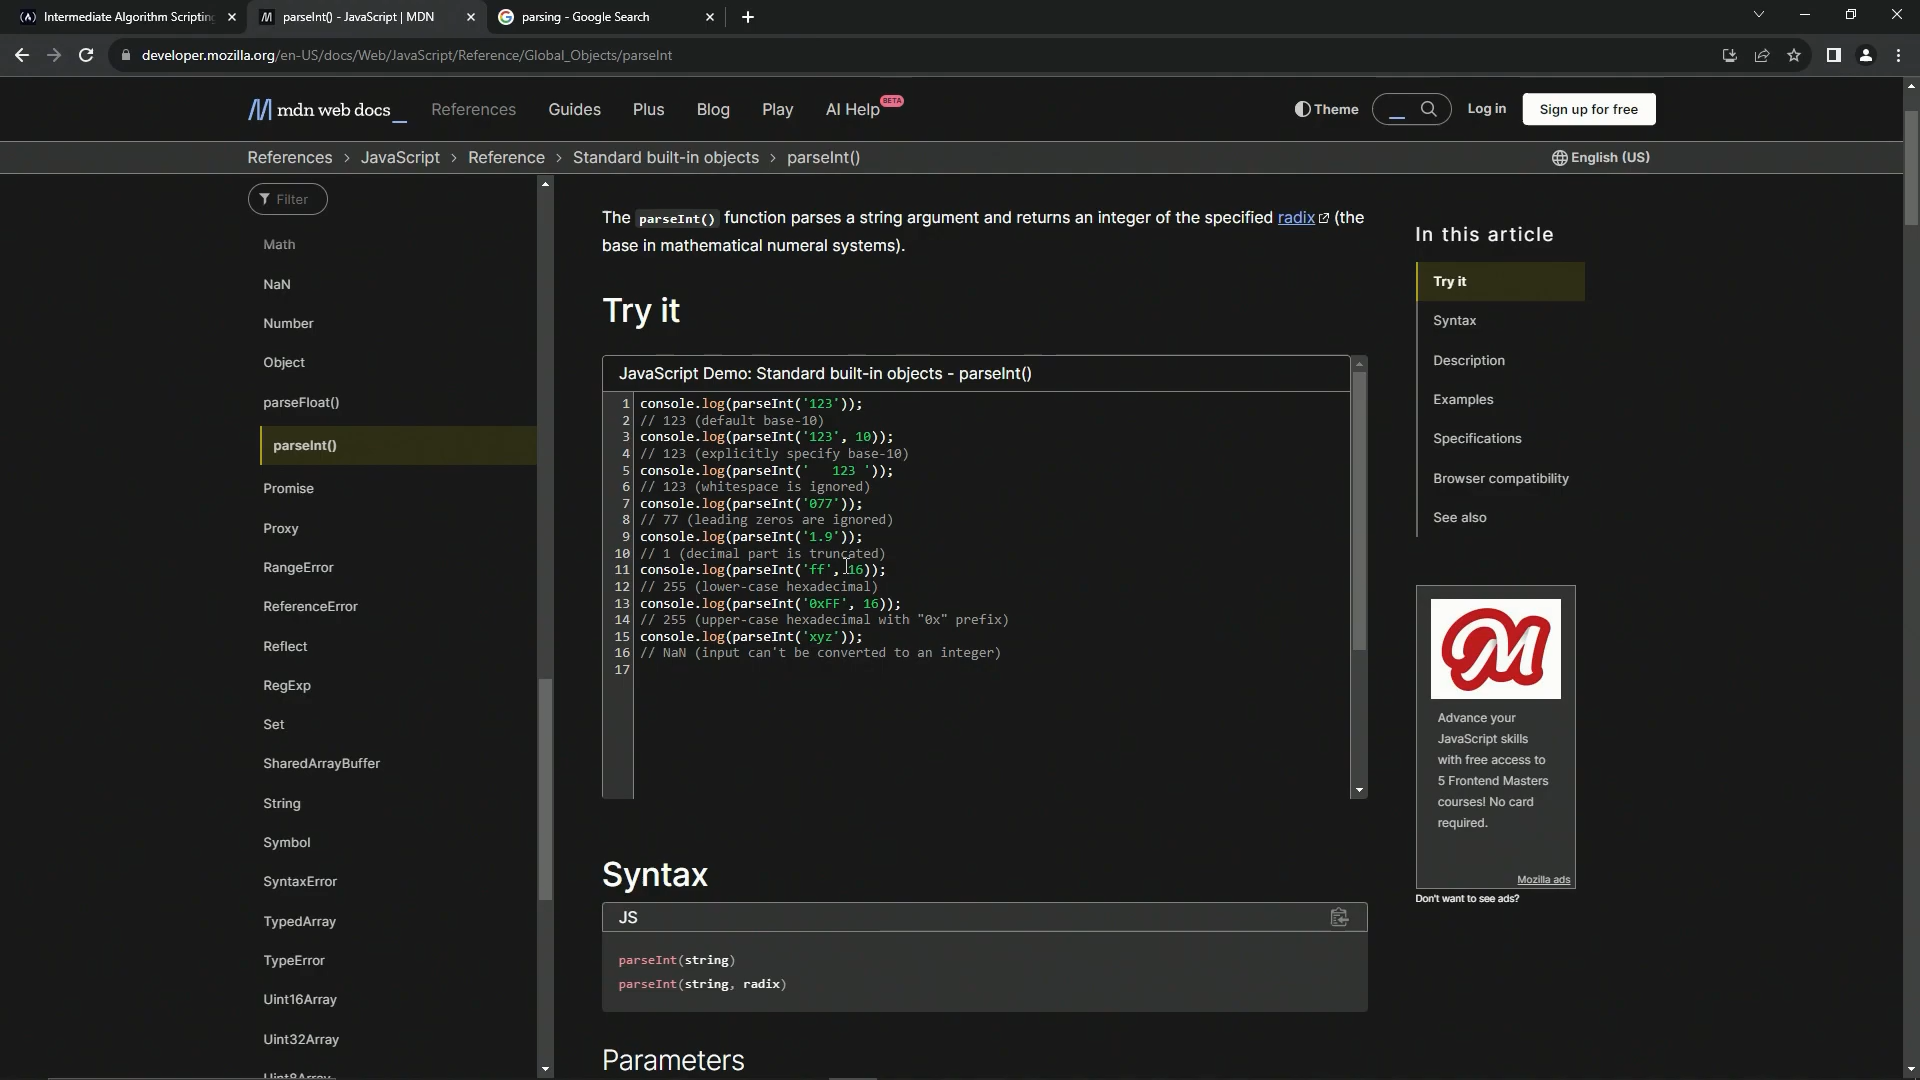 Intermediate Algorithm Scripting
parseInt() - JavaScript | MDN
parsing - Google Search
developer.mozilla.org/en-US/docs/Web/JavaScript/Reference/Global_Objects/parseInt
mdn web docs_
References
Guides
Plus
Blog
Play
AI Help
BETA
Theme
Log in
Sign up for free
References > JavaScript > Reference > Standard built-in objects > parseInt()
English (US)
Filter
Math
NaN
Number
Object
parseFloat()
parseInt()
Promise
Proxy
RangeError
ReferenceError
Reflect
RegExp
Set
SharedArrayBuffer
String
Symbol
SyntaxError
TypedArray
TypeError
Uint16Array
Uint32Array
Uint8Array
The parseInt() function parses a string argument and returns an integer of the specified radix (the
base in mathematical numeral systems).
Try it
JavaScript Demo: Standard built-in objects - parseInt()
1 console.log(parseInt('123'));
2 // 123 (default base-10)
3 console.log(parseInt('123', 10));
4 // 123 (explicitly specify base-10)
5 console.log(parseInt('   123 '));
6 // 123 (whitespace is ignored)
7 console.log(parseInt('077'));
8 // 77 (leading zeros are ignored)
9 console.log(parseInt('1.9'));
10 // 1 (decimal part is truncated)
11 console.log(parseInt('ff', 16));
12 // 255 (lower-case hexadecimal)
13 console.log(parseInt('0xFF', 16));
14 // 255 (upper-case hexadecimal with "0x" prefix)
15 console.log(parseInt('xyz'));
16 // NaN (input can't be converted to an integer)
17
Syntax
JS
parseInt(string)
parseInt(string, radix)
Parameters
In this article
Try it
Syntax
Description
Examples
Specifications
Browser compatibility
See also
M
Advance your
JavaScript skills
with free access to
5 Frontend Masters
courses! No card
required.
Mozilla ads
Don't want to see ads?